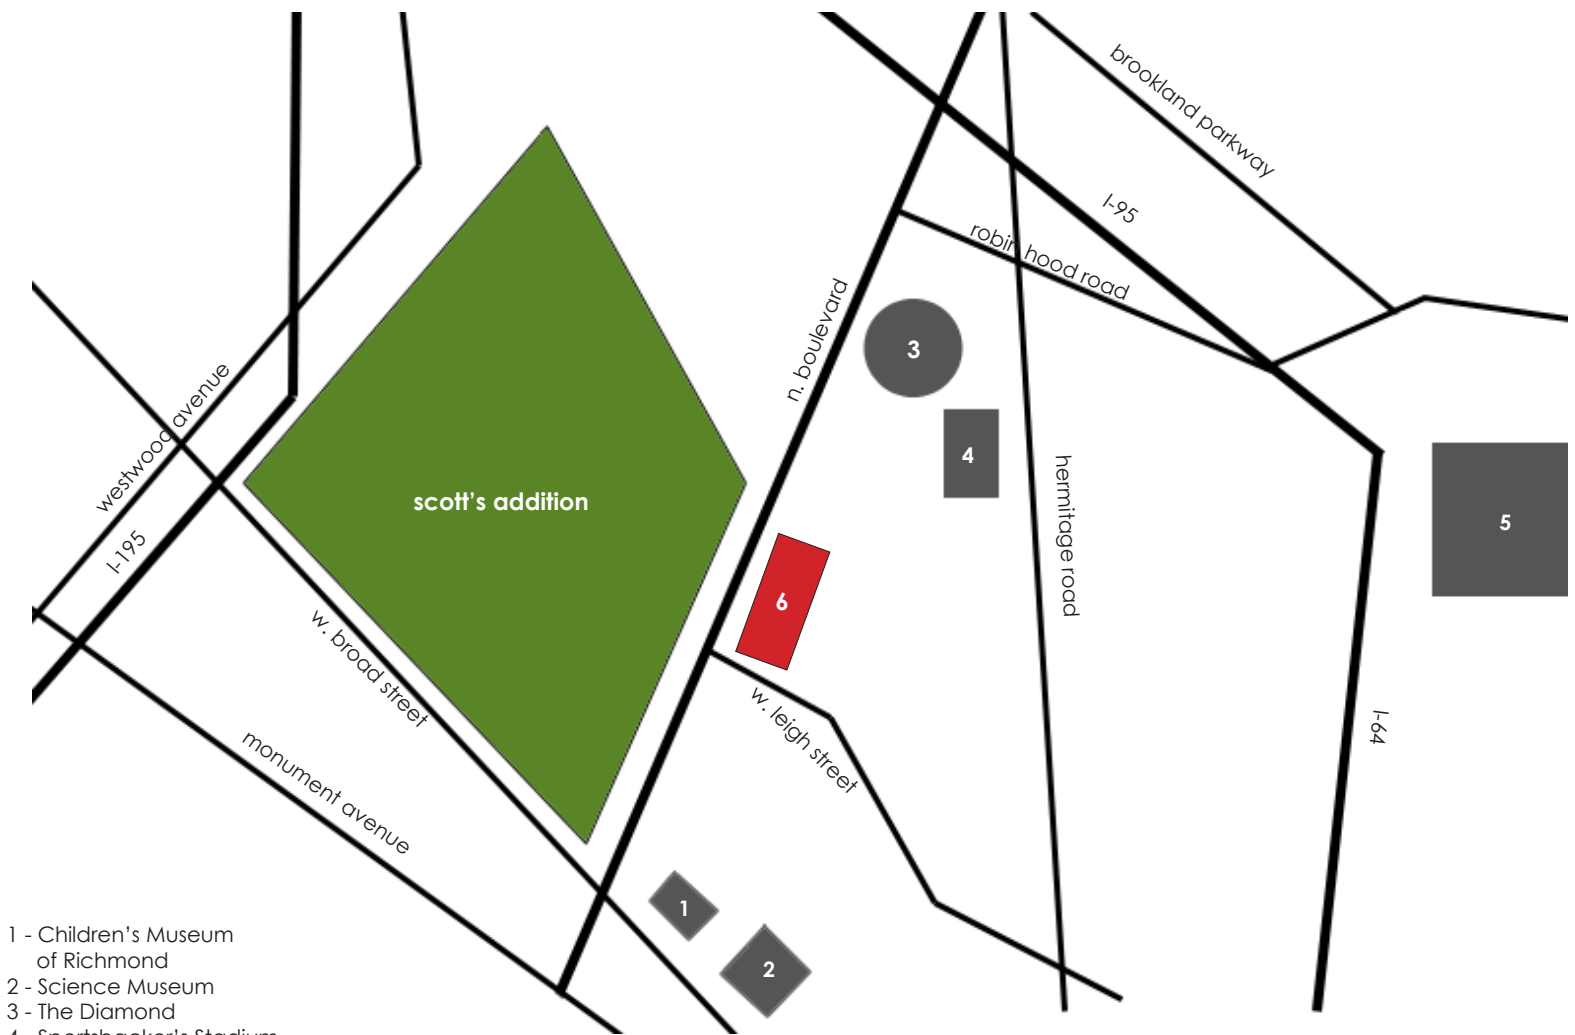 brookland parkway
I-95
robin hood road
n. boulevard
3
westwood avenue
4
scott's addition
hermitage road
5
I-195
6
w. broad street
w. leigh street
I-64
monument avenue
1
2
1 - Children's Museum
of Richmond
2 - Science Museum
3 - The Diamond